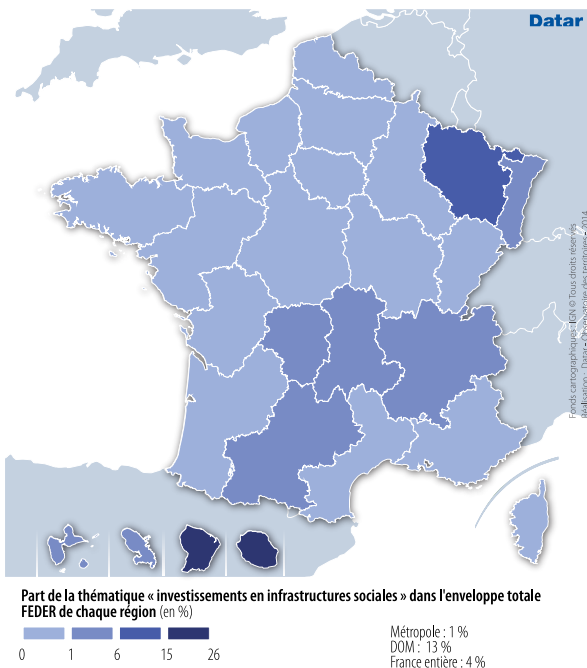 Datar
Fonds cartographiques : IGN © Tous droits réservés
Réalisation : Datar • Observatoire des territoires • 2014
Part de la thématique « investissements en infrastructures sociales » dans l'enveloppe totale
FEDER de chaque région (en %)
0 1 6 15 26
Métropole : 1 %
DOM : 13 %
France entière : 4 %